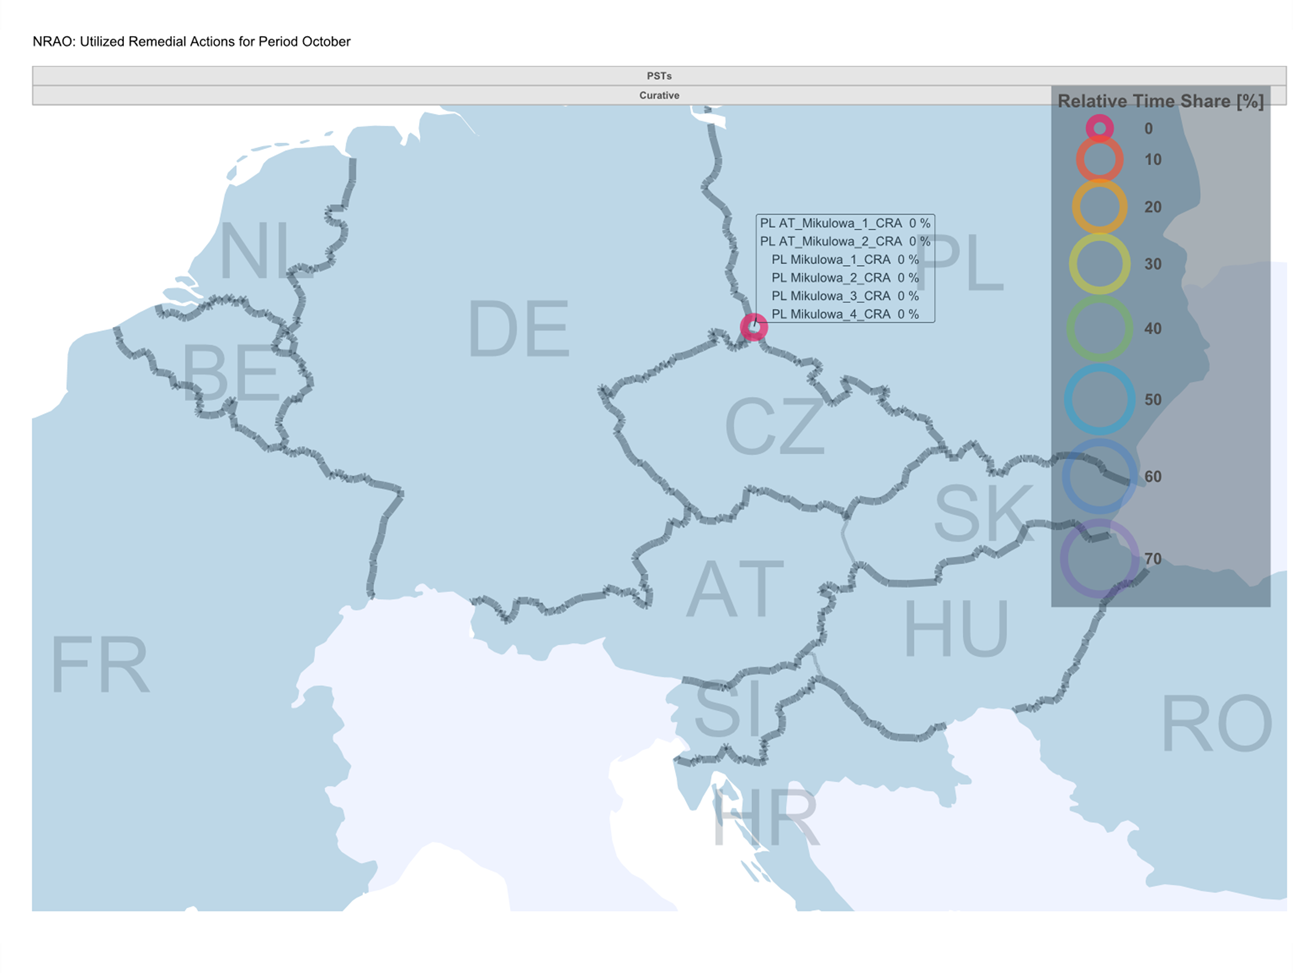 NRAO: Utilized Remedial Actions for Period October
PSTs
Curative
Relative Time Share [%]
0
10
20
30
40
50
60
70
PL AT_Mikulowa_1_CRA 0 %
PL AT_Mikulowa_2_CRA 0 %
PL Mikulowa_1_CRA 0 %
PL Mikulowa_2_CRA 0 %
PL Mikulowa_3_CRA 0 %
PL Mikulowa_4_CRA 0 %
NL
PL
DE
BE
CZ
SK
AT
HU
FR
SI
RO
HR